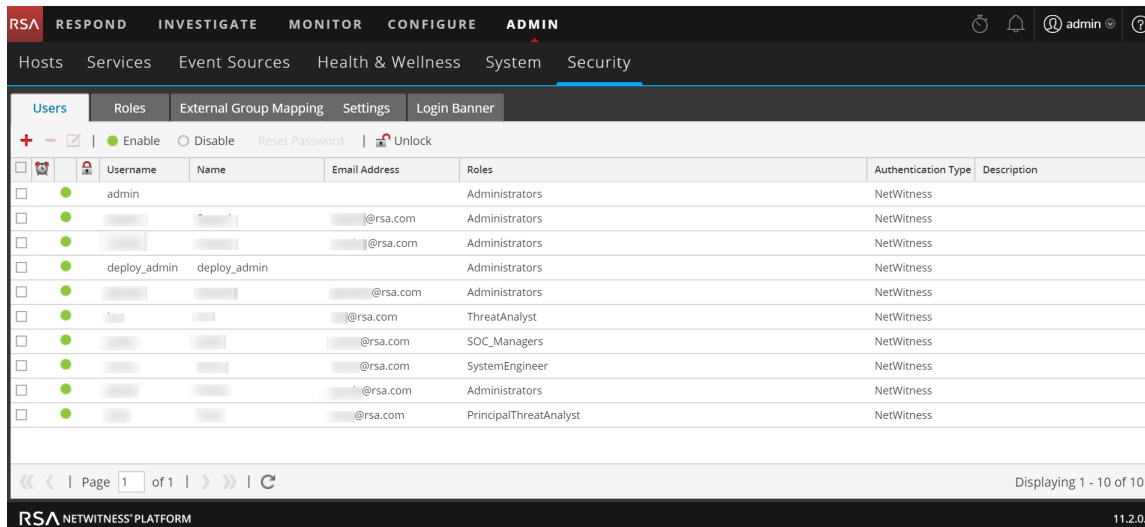 RSA RESPOND INVESTIGATE MONITOR CONFIGURE ADMIN admin
Hosts Services Event Sources Health & Wellness System Security
Users Roles External Group Mapping Settings Login Banner
Enable Disable Reset Password Unlock
Username Name Email Address Roles Authentication Type Description
admin Administrators NetWitness
@rsa.com Administrators NetWitness
@rsa.com Administrators NetWitness
deploy_admin deploy_admin Administrators NetWitness
@rsa.com Administrators NetWitness
@rsa.com ThreatAnalyst NetWitness
@rsa.com SOC_Managers NetWitness
@rsa.com SystemEngineer NetWitness
@rsa.com Administrators NetWitness
@rsa.com PrincipalThreatAnalyst NetWitness
Page 1 of 1 Displaying 1 - 10 of 10
RSA NETWITNESS® PLATFORM 11.2.0